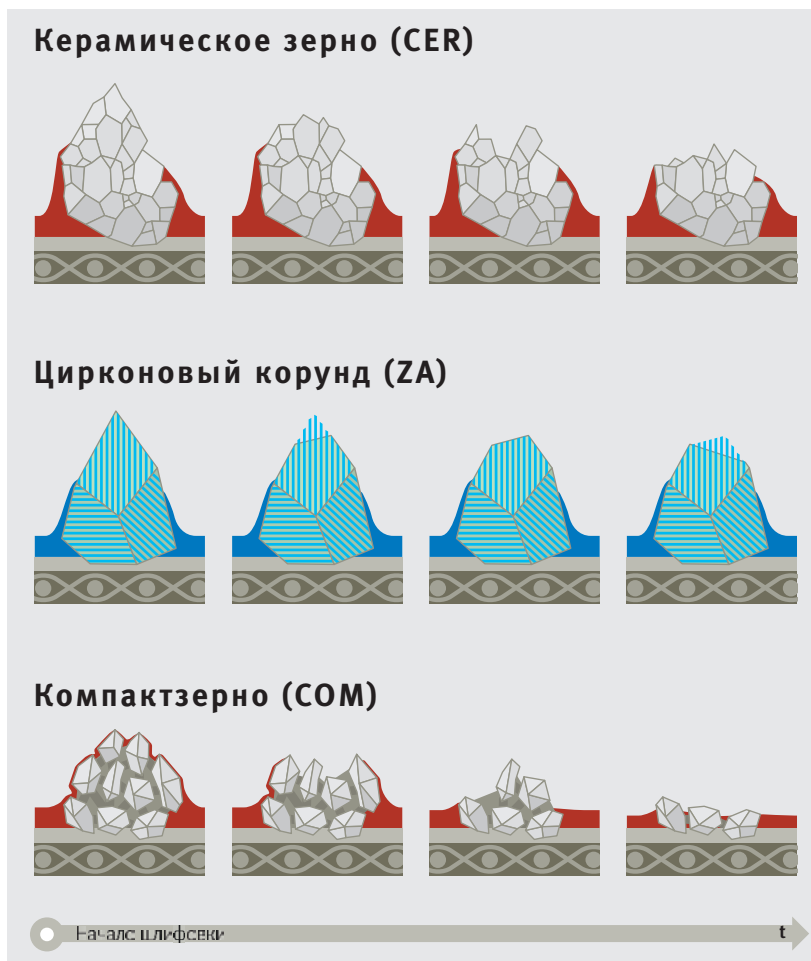 Керамическое зерно (CER)
Цирконовый корунд (ZA)
Компактзерно (COM)
Начало шлифовки
t